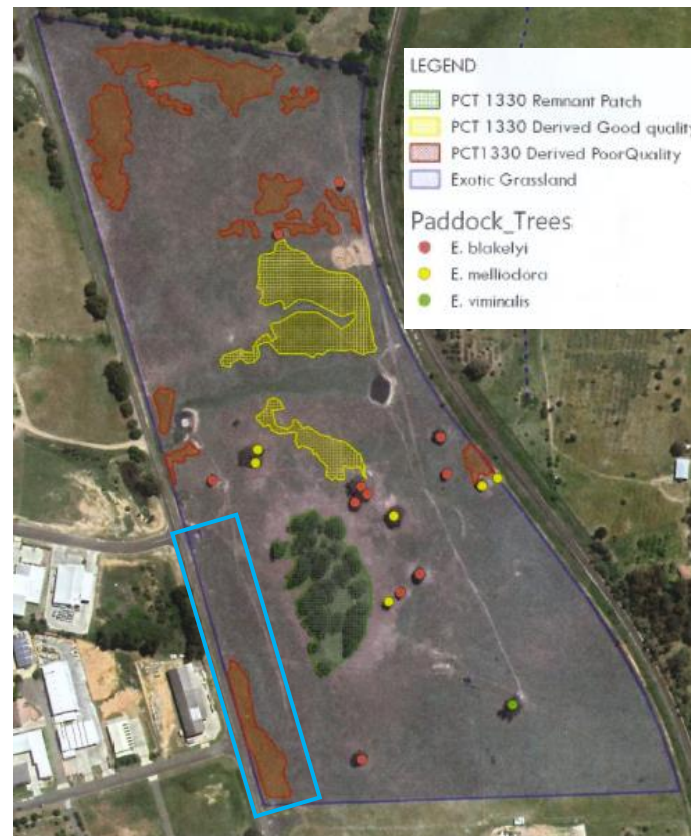 LEGEND
PCT 1330 Remnant Patch
PCT 1330 Derived Good quality
PCT1330 Derived PoorQuality
Exotic Grassland
Paddock_Trees
E. blakelyi
E. melliodora
E. viminalis